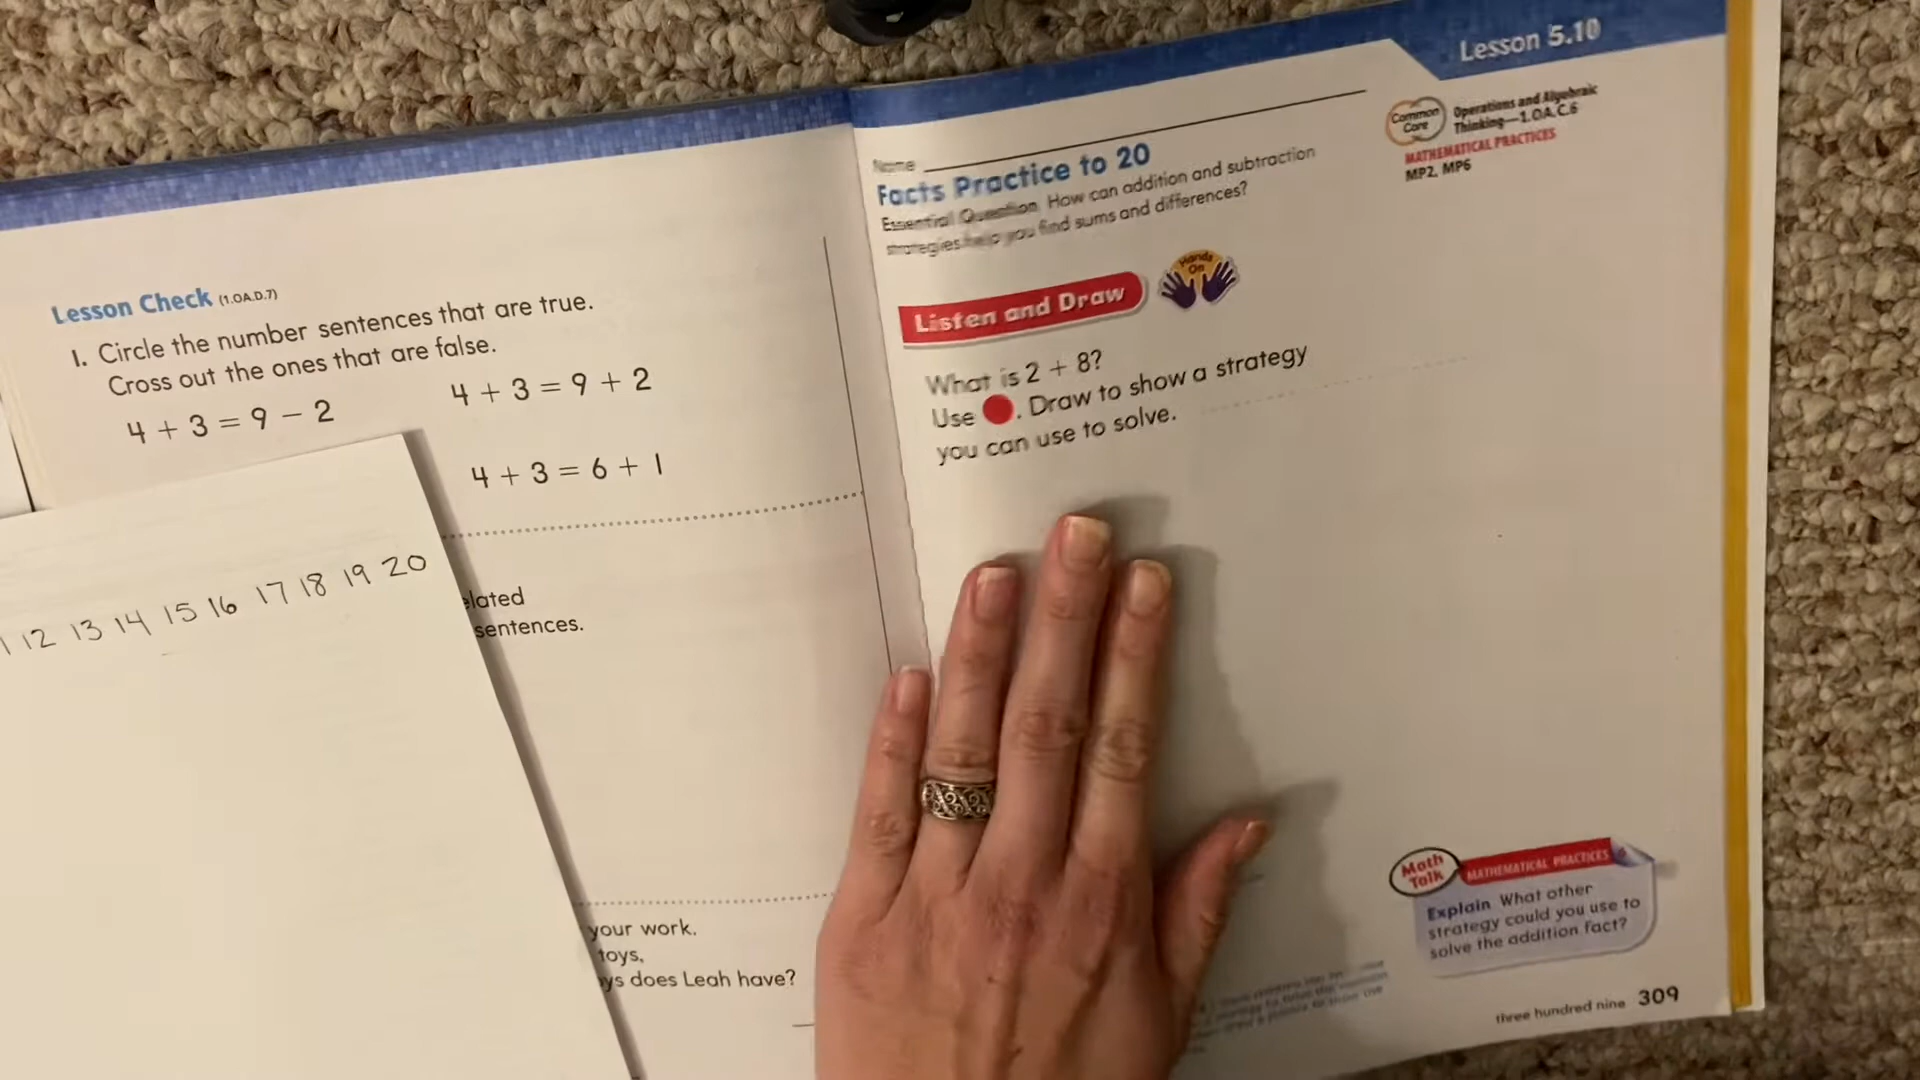 Lesson Check (1.OA.D.7)
1. Circle the number sentences that are true.
Cross out the ones that are false.
4 + 3 = 9 − 2
4 + 3 = 9 + 2
4 + 3 = 6 + 1
12 13 14 15 16 17 18 19 20
elated
sentences.
your work.
toys,
ys does Leah have?
Lesson 5.10
Common Core
Operations and Algebraic
Thinking—1.OA.C.6
MATHEMATICAL PRACTICES
MP2, MP6
Name
Facts Practice to 20
Essential Question How can addition and subtraction
strategies help you find sums and differences?
Listen and Draw
Hands On
What is 2 + 8?
Use . Draw to show a strategy
you can use to solve.
Math Talk
MATHEMATICAL PRACTICES
Explain What other
strategy could you use to
solve the addition fact?
three hundred nine 309